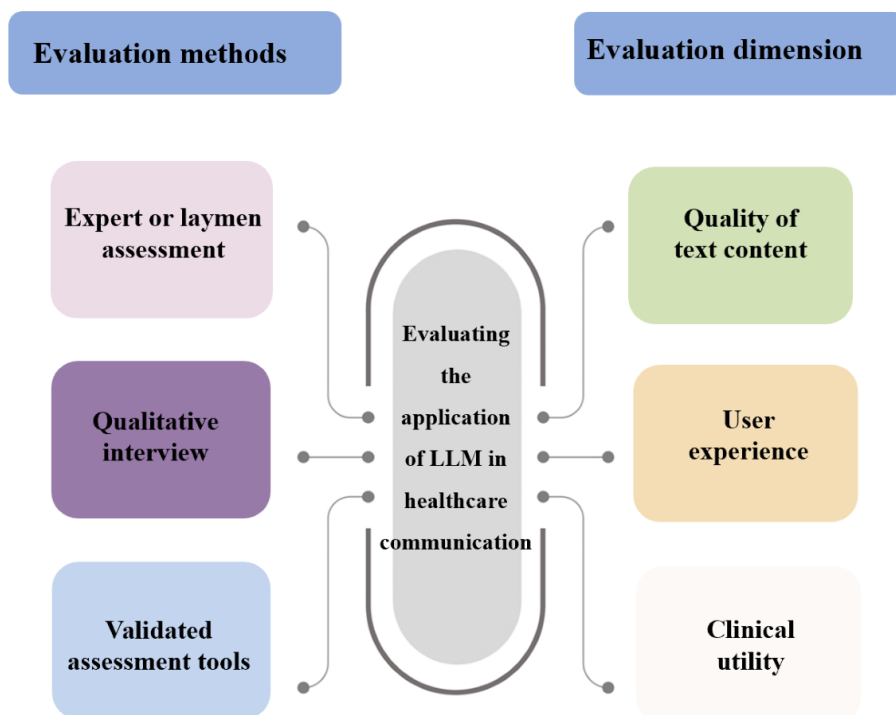 Evaluation methods
Evaluation dimension
Expert or laymen
assessment
Qualitative
interview
Validated
assessment tools
Evaluating
the
application
of LLM in
healthcare
communication
Quality of
text content
User
experience
Clinical
utility